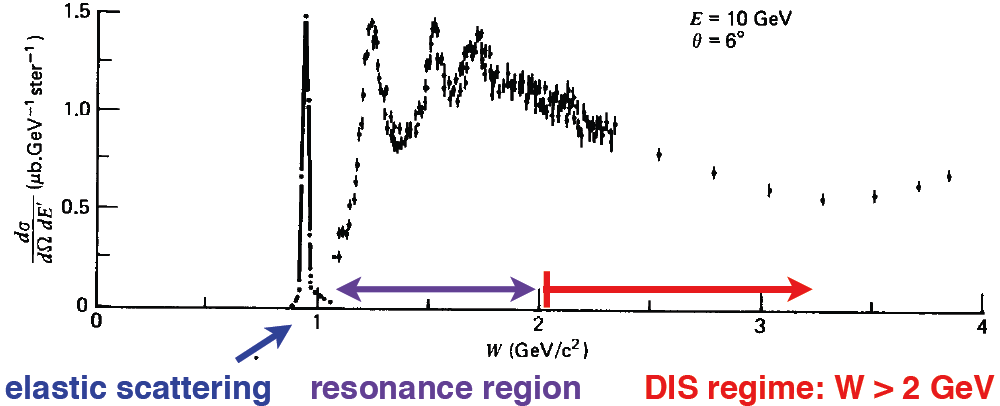 1.5
E = 10 GeV
θ = 6°
1.0
0.5
0
dσ/dΩ dE′ (μb.GeV⁻¹ ster⁻¹)
0 1 2 3 4
W (GeV/c²)
elastic scattering resonance region DIS regime: W > 2 GeV